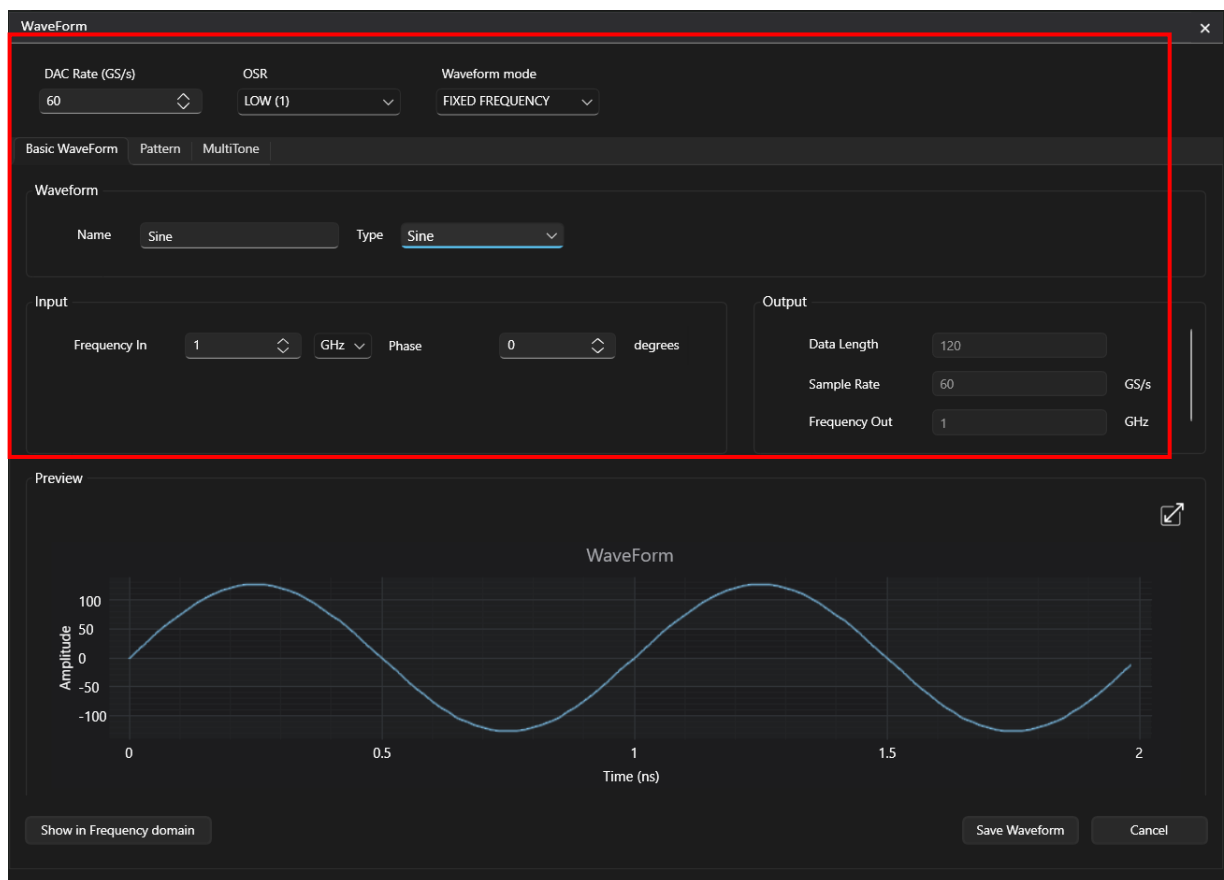 WaveForm
DAC Rate (GS/s) OSR Waveform mode
60 LOW (1) FIXED FREQUENCY
Basic WaveForm Pattern MultiTone
Waveform
Name Sine Type Sine
Input
Frequency In 1 GHz Phase 0 degrees
Output
Data Length 120
Sample Rate 60 GS/s
Frequency Out 1 GHz
Preview
WaveForm
Amplitude
100
50
0
-50
-100
0 0.5 1 1.5 2
Time (ns)
Show in Frequency domain Save Waveform Cancel